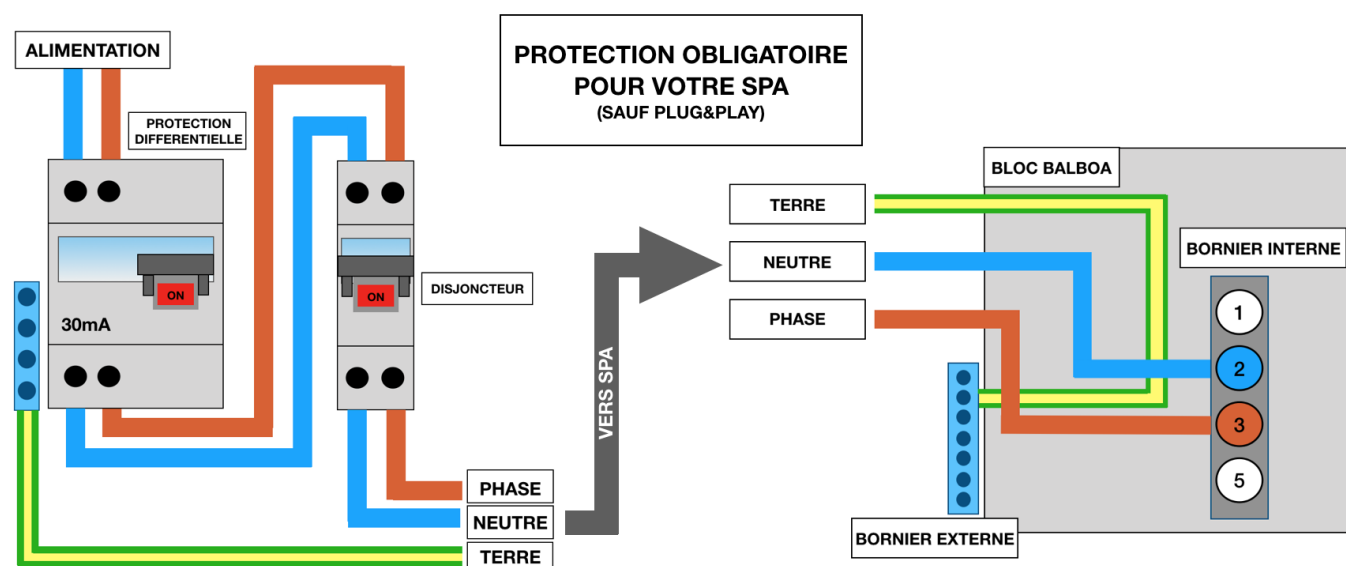 ALIMENTATION
PROTECTION
DIFFERENTIELLE
ON
30mA
ON
DISJONCTEUR
PHASE
NEUTRE
TERRE
PROTECTION OBLIGATOIRE
POUR VOTRE SPA
(SAUF PLUG&PLAY)
VERS SPA
TERRE
NEUTRE
PHASE
BLOC BALBOA
BORNIER INTERNE
1
2
3
5
BORNIER EXTERNE